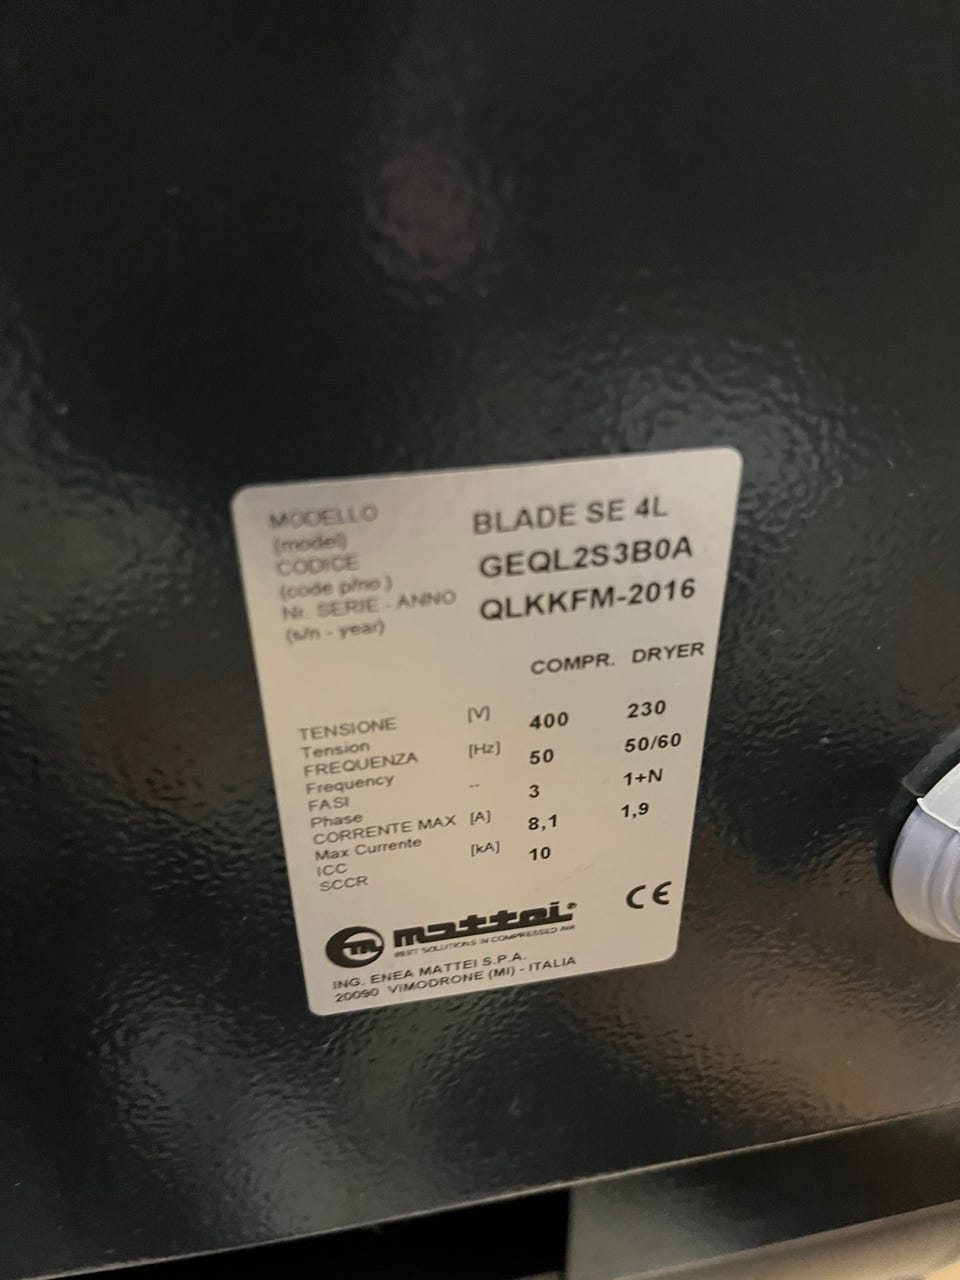 MODELLO BLADE SE 4L
(model)
CODICE GEQL2S3B0A
(code p/no.)
Nr. SERIE - ANNO QLKKFM-2016
(s/n - year)
COMPR. DRYER
TENSIONE [V] 400 230
Tension
FREQUENZA [Hz] 50 50/60
Frequency
FASI -- 3 1+N
Phase
CORRENTE MAX [A] 8,1 1,9
Max Currente
ICC [kA] 10
SCCR
m mattei®
BEST SOLUTIONS IN COMPRESSED AIR
CE
ING. ENEA MATTEI S.P.A.
20090 VIMODRONE (MI) - ITALIA